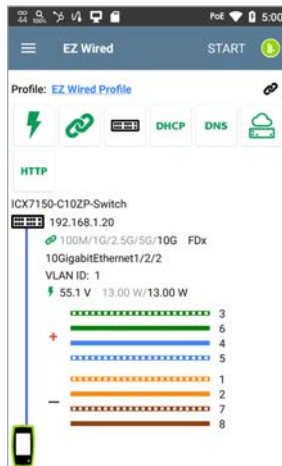 44 100% PoE 5:00
EZ Wired START
Profile: EZ Wired Profile
DHCP DNS
HTTP
ICX7150-C10ZP-Switch
192.168.1.20
100M/1G/2.5G/5G/10G FDx
10GigabitEthernet1/2/2
VLAN ID: 1
55.1 V 13.00 W/13.00 W
3
6
+
4
5
1
2
—
7
8